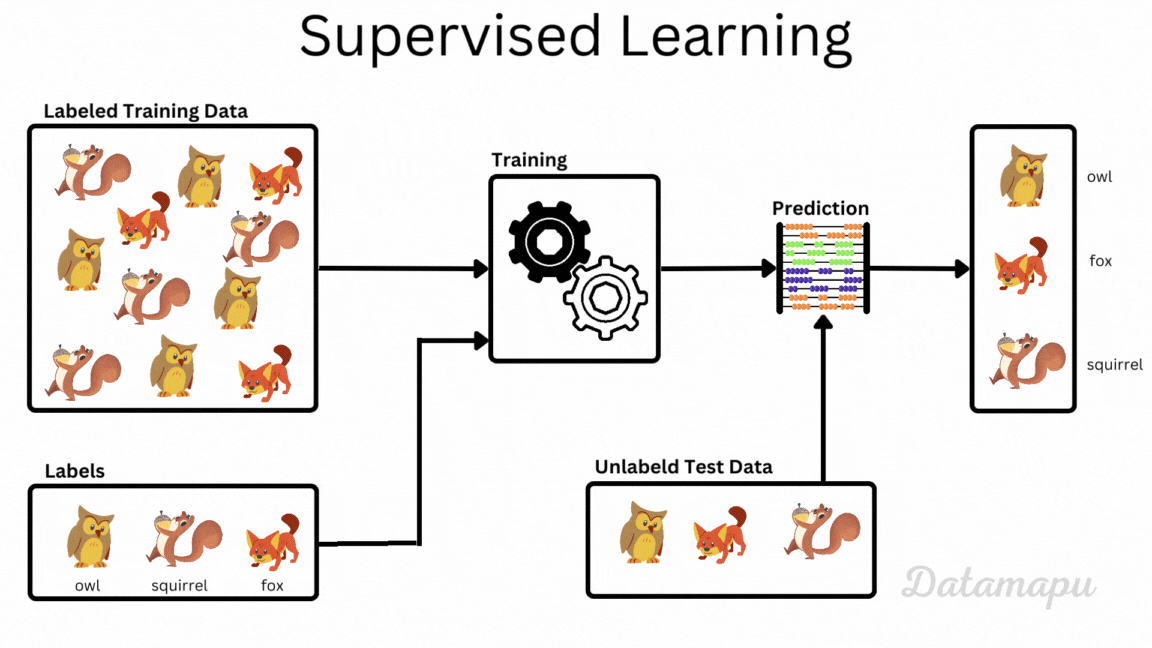 Supervised Learning
Labeled Training Data
Training
Prediction
owl
fox
squirrel
Labels
owl squirrel fox
Unlabeld Test Data
Datamapu